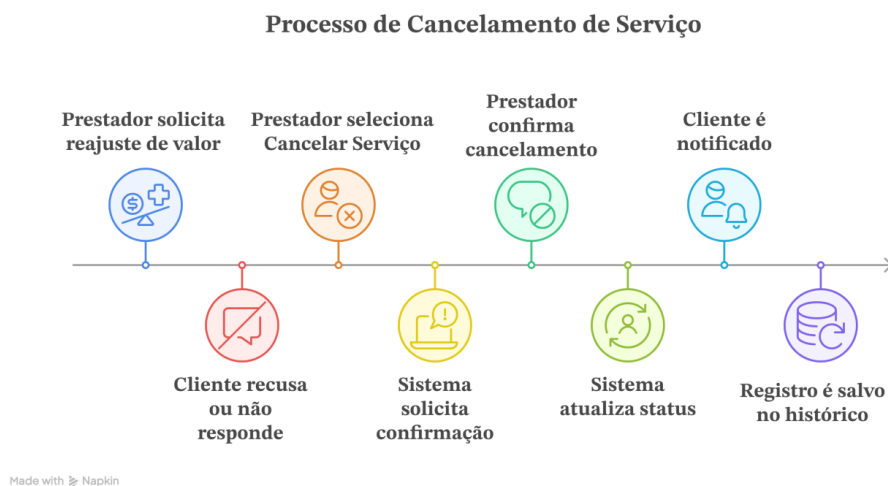 Processo de Cancelamento de Serviço
Prestador solicita
reajuste de valor
Cliente recusa
ou não
responde
Prestador seleciona
Cancelar Serviço
Sistema
solicita
confirmação
Prestador
confirma
cancelamento
Sistema
atualiza status
Cliente é
notificado
Registro é salvo
no histórico
Made with Napkin